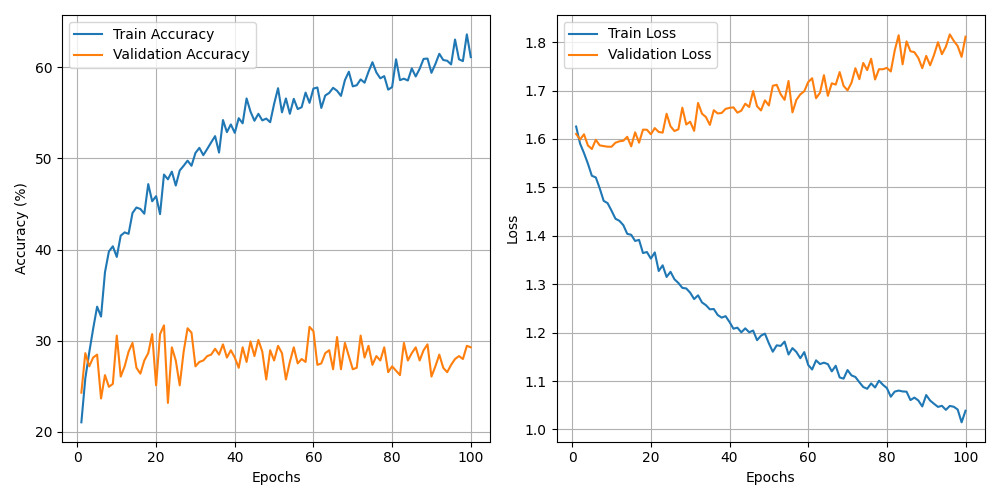 Train Accuracy
Validation Accuracy
60
50
40
30
20
Accuracy (%)
0 20 40 60 80 100
Epochs
Train Loss
Validation Loss
1.8
1.7
1.6
1.5
1.4
1.3
1.2
1.1
1.0
Loss
0 20 40 60 80 100
Epochs